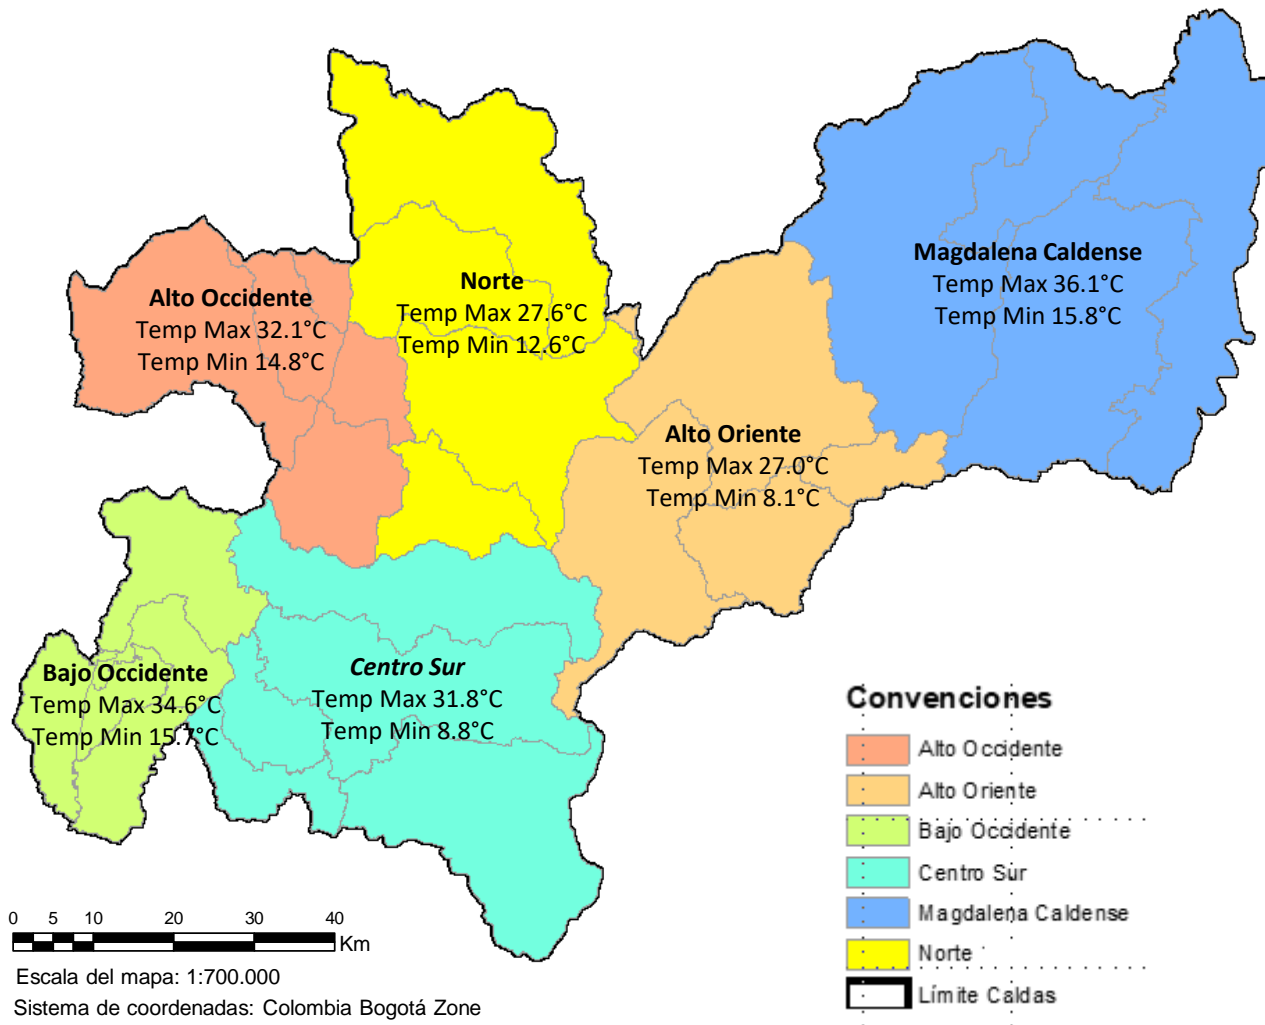 Magdalena Caldense
Temp Max 36.1°C
Temp Min 15.8°C
Norte
Temp Max 27.6°C
Temp Min 12.6°C
Alto Occidente
Temp Max 32.1°C
Temp Min 14.8°C
Alto Oriente
Temp Max 27.0°C
Temp Min 8.1°C
Bajo Occidente
Temp Max 34.6°C
Temp Min 15.7°C
Centro Sur
Temp Max 31.8°C
Temp Min 8.8°C
Convenciones
Alto Occidente
Alto Oriente
Bajo Occidente
Centro Sur
Magdalena Caldense
Norte
Límite Caldas
0 5 10 20 30 40
Km
Escala del mapa: 1:700.000
Sistema de coordenadas: Colombia Bogotá Zone